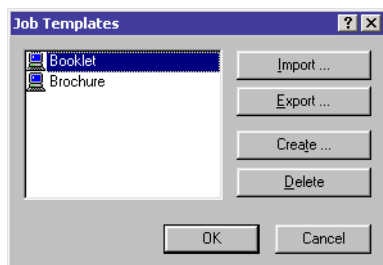 Job Templates
Booklet
Brochure
Import ...
Export ...
Create ...
Delete
OK
Cancel